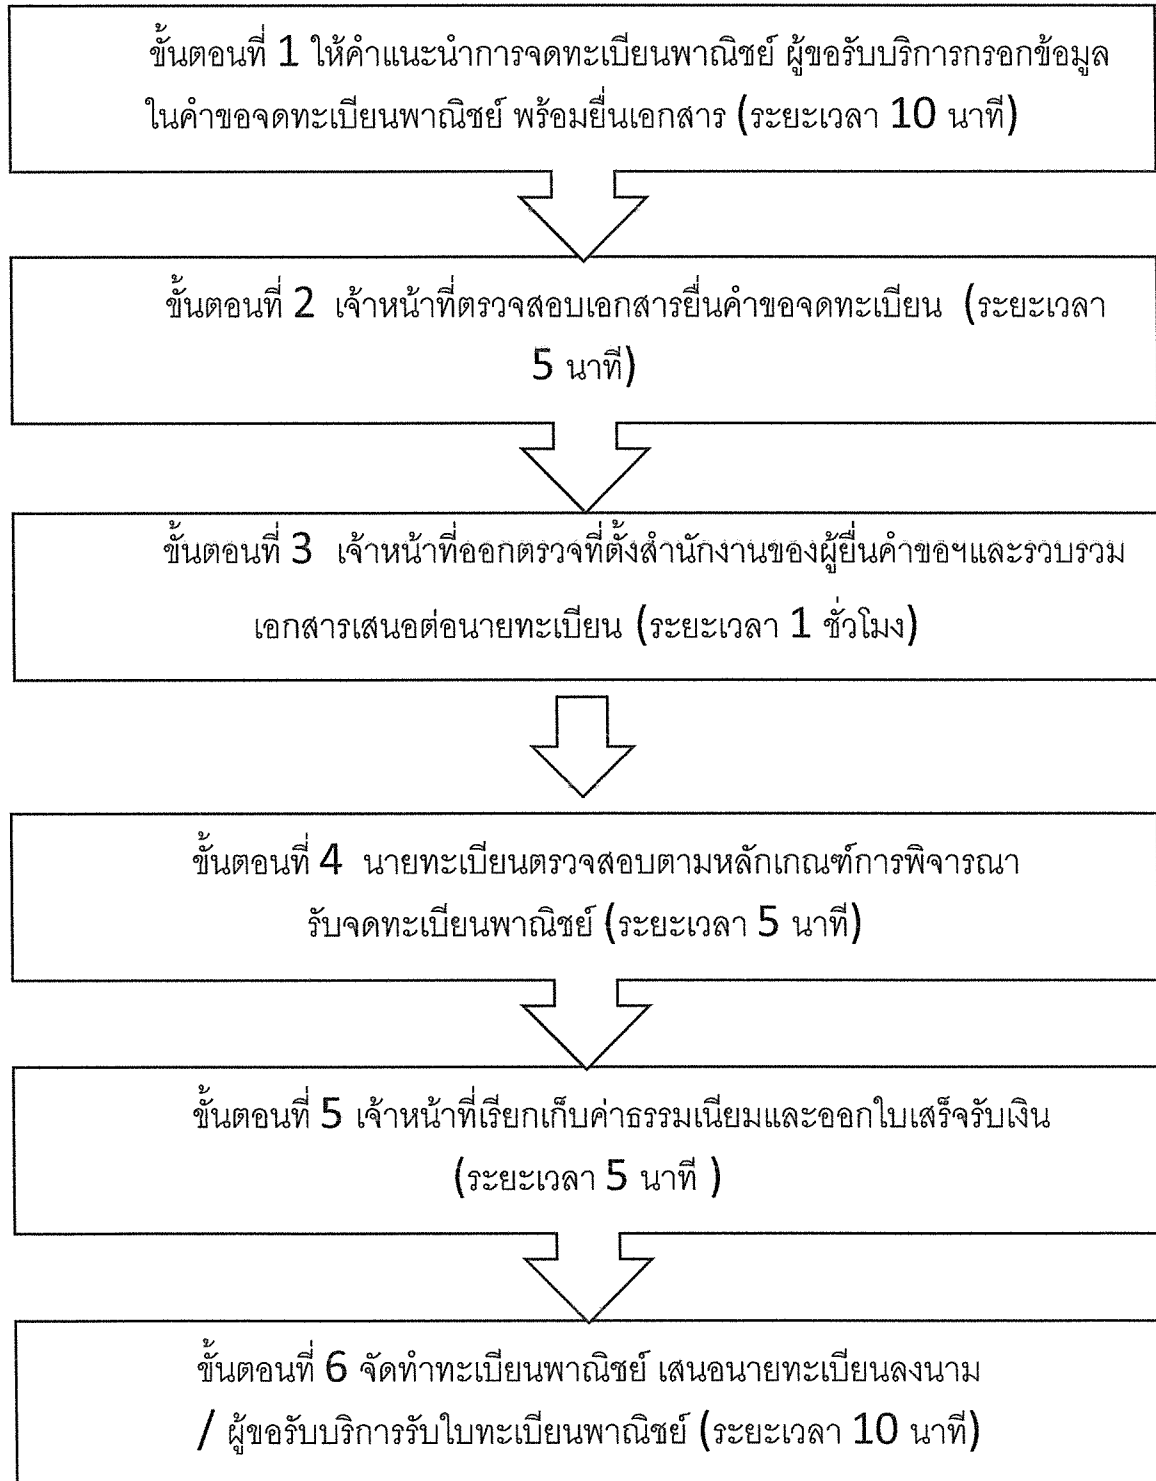 ขั้นตอนที่ 1 ให้คำแนะนำการจดทะเบียนพาณิชย์ ผู้ขอรับบริการกรอกข้อมูล
ในคำขอจดทะเบียนพาณิชย์ พร้อมยื่นเอกสาร (ระยะเวลา 10 นาที)
ขั้นตอนที่ 2 เจ้าหน้าที่ตรวจสอบเอกสารยื่นคำขอจดทะเบียน (ระยะเวลา
5 นาที)
ขั้นตอนที่ 3 เจ้าหน้าที่ออกตรวจที่ตั้งสำนักงานของผู้ยื่นคำขอฯและรวบรวม
เอกสารเสนอต่อนายทะเบียน (ระยะเวลา 1 ชั่วโมง)
ขั้นตอนที่ 4 นายทะเบียนตรวจสอบตามหลักเกณฑ์การพิจารณา
รับจดทะเบียนพาณิชย์ (ระยะเวลา 5 นาที)
ขั้นตอนที่ 5 เจ้าหน้าที่เรียกเก็บค่าธรรมเนียมและออกใบเสร็จรับเงิน
(ระยะเวลา 5 นาที )
ขั้นตอนที่ 6 จัดทำทะเบียนพาณิชย์ เสนอนายทะเบียนลงนาม
/ ผู้ขอรับบริการรับใบทะเบียนพาณิชย์ (ระยะเวลา 10 นาที)